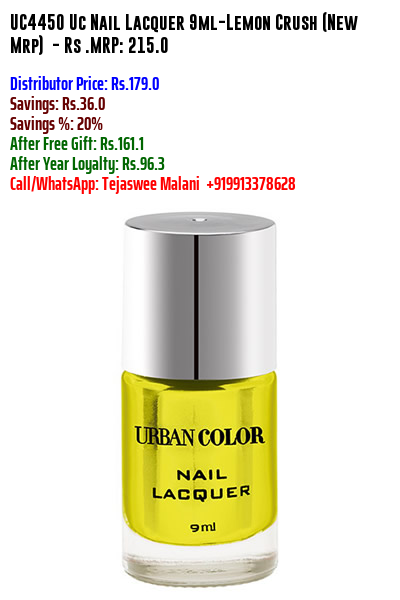 UC4450 Uc Nail Lacquer 9ml-Lemon Crush (New
Mrp) - Rs .MRP: 215.0
Distributor Price: Rs.179.0
Savings: Rs.36.0
Savings %: 20%
After Free Gift: Rs.161.1
After Year Loyalty: Rs.96.3
Call/WhatsApp: Tejaswee Malani +919913378628
URBAN COLOR
NAIL
LACQUER
9ml